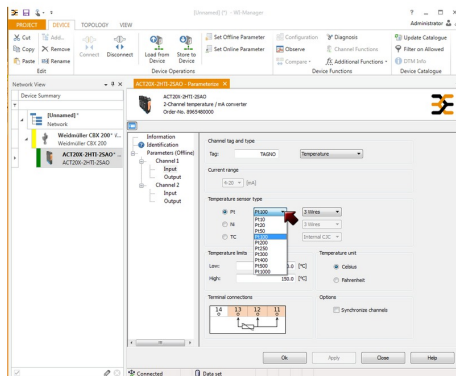 [Unnamed] (*) - WI-Manager
PROJECT DEVICE TOPOLOGY VIEW Administrator
Cut Add... Load from Device Store to Device Set Offline Parameter Configuration Diagnosis Update Catalogue
Copy Remove Connect Disconnect Set Online Parameter Observe Channel Functions Filter on Allowed
Paste Rename Compare Additional Functions DTM Info
Edit Device Operations Device Functions Device Catalogue
Network View
ACT20X-2HTI-2SAO - Parameterize
Device Summary
[Unnamed]*
Network
Weidmüller CBX 200*
Weidmüller CBX 200
ACT20X-2HTI-2SAO*
ACT20X-2HTI-2SAO
ACT20X-2HTI-2SAO
2-Channel temperature / mA converter
Order-No. 8965480000
Information
Identification
Parameters (Offline)
Channel 1
Input
Output
Channel 2
Input
Output
Channel tag and type
Tag: TAGNO Temperature
Current range
4-20 [mA]
Temperature sensor type
Pt Pt100 3 Wires
Ni 3 Wires
TC Internal CJC
Pt10
Pt20
Pt50
Pt100
Pt200
Pt250
Pt300
Pt400
Pt500
Pt1000
Temperature limits Temperature unit
Low: [°C] Celsius
High: 150.0 [°C] Fahrenheit
Terminal connections Options
14 13 12 11 Synchronize channels
Ok Apply Close Help
Connected Data set